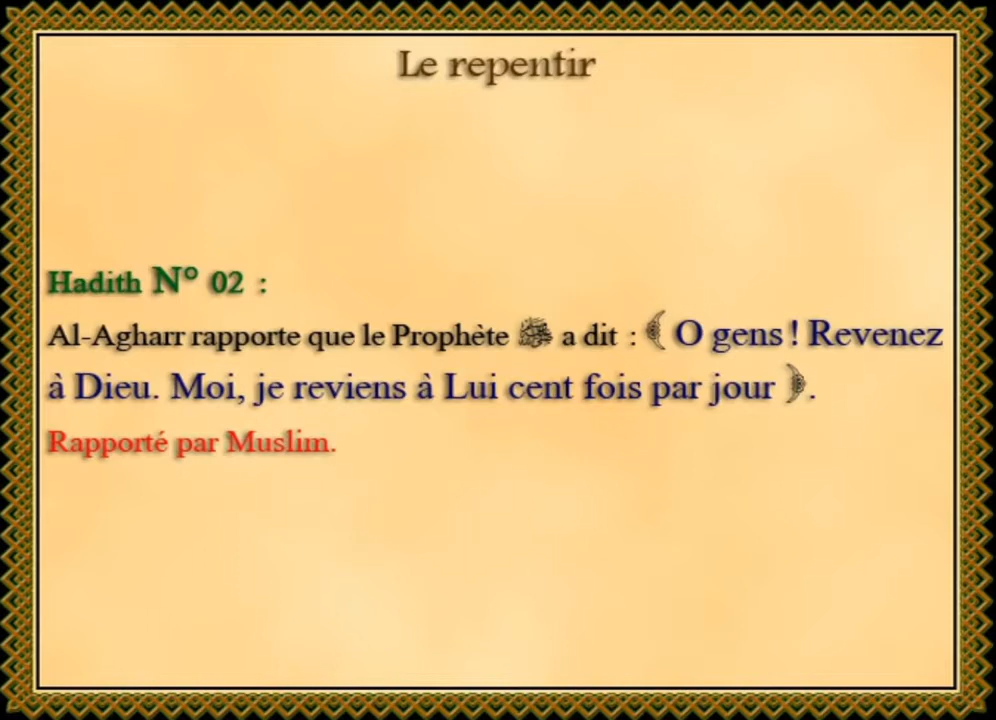 Le repentir
Hadith N° 02 :
Al-Agharr rapporte que le Prophète ﷺ a dit : ﴾ O gens ! Revenez
à Dieu. Moi, je reviens à Lui cent fois par jour ﴿.
Rapporté par Muslim.